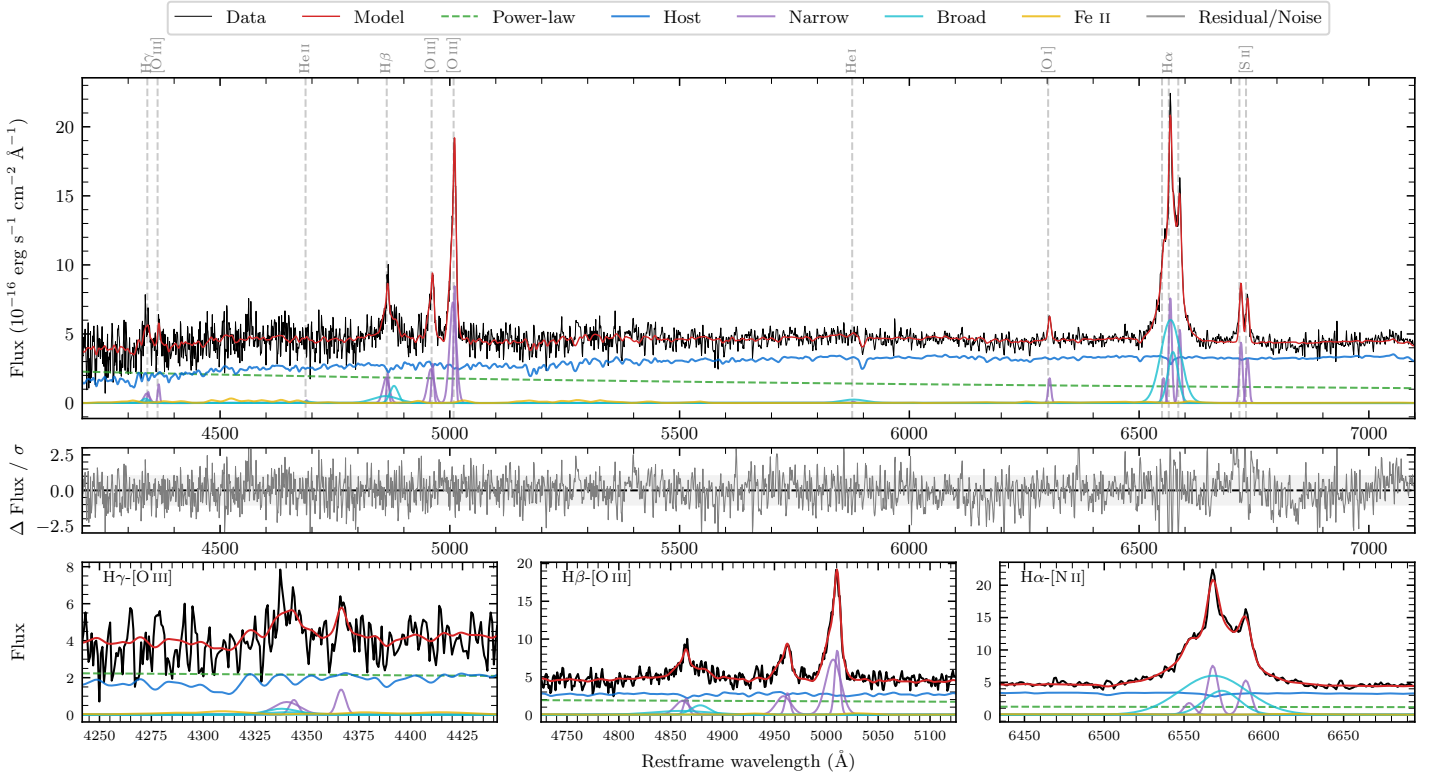 Data Model Power-law Host Narrow Broad Fe II Residual/Noise
Hγ [O III] He II Hβ [O III] [O III] He I [O I] Hα [S II]
Flux (10⁻¹⁶ erg s⁻¹ cm⁻² Å⁻¹)
20
15
10
5
0
4500 5000 5500 6000 6500 7000
Δ Flux / σ
2.5
0.0
−2.5
4500 5000 5500 6000 6500 7000
Flux
Hγ-[O III]
8
6
4
2
0
4250 4275 4300 4325 4350 4375 4400 4425
Hβ-[O III]
20
15
10
5
0
4750 4800 4850 4900 4950 5000 5050 5100
Hα-[N II]
20
15
10
5
0
6450 6500 6550 6600 6650
Restframe wavelength (Å)